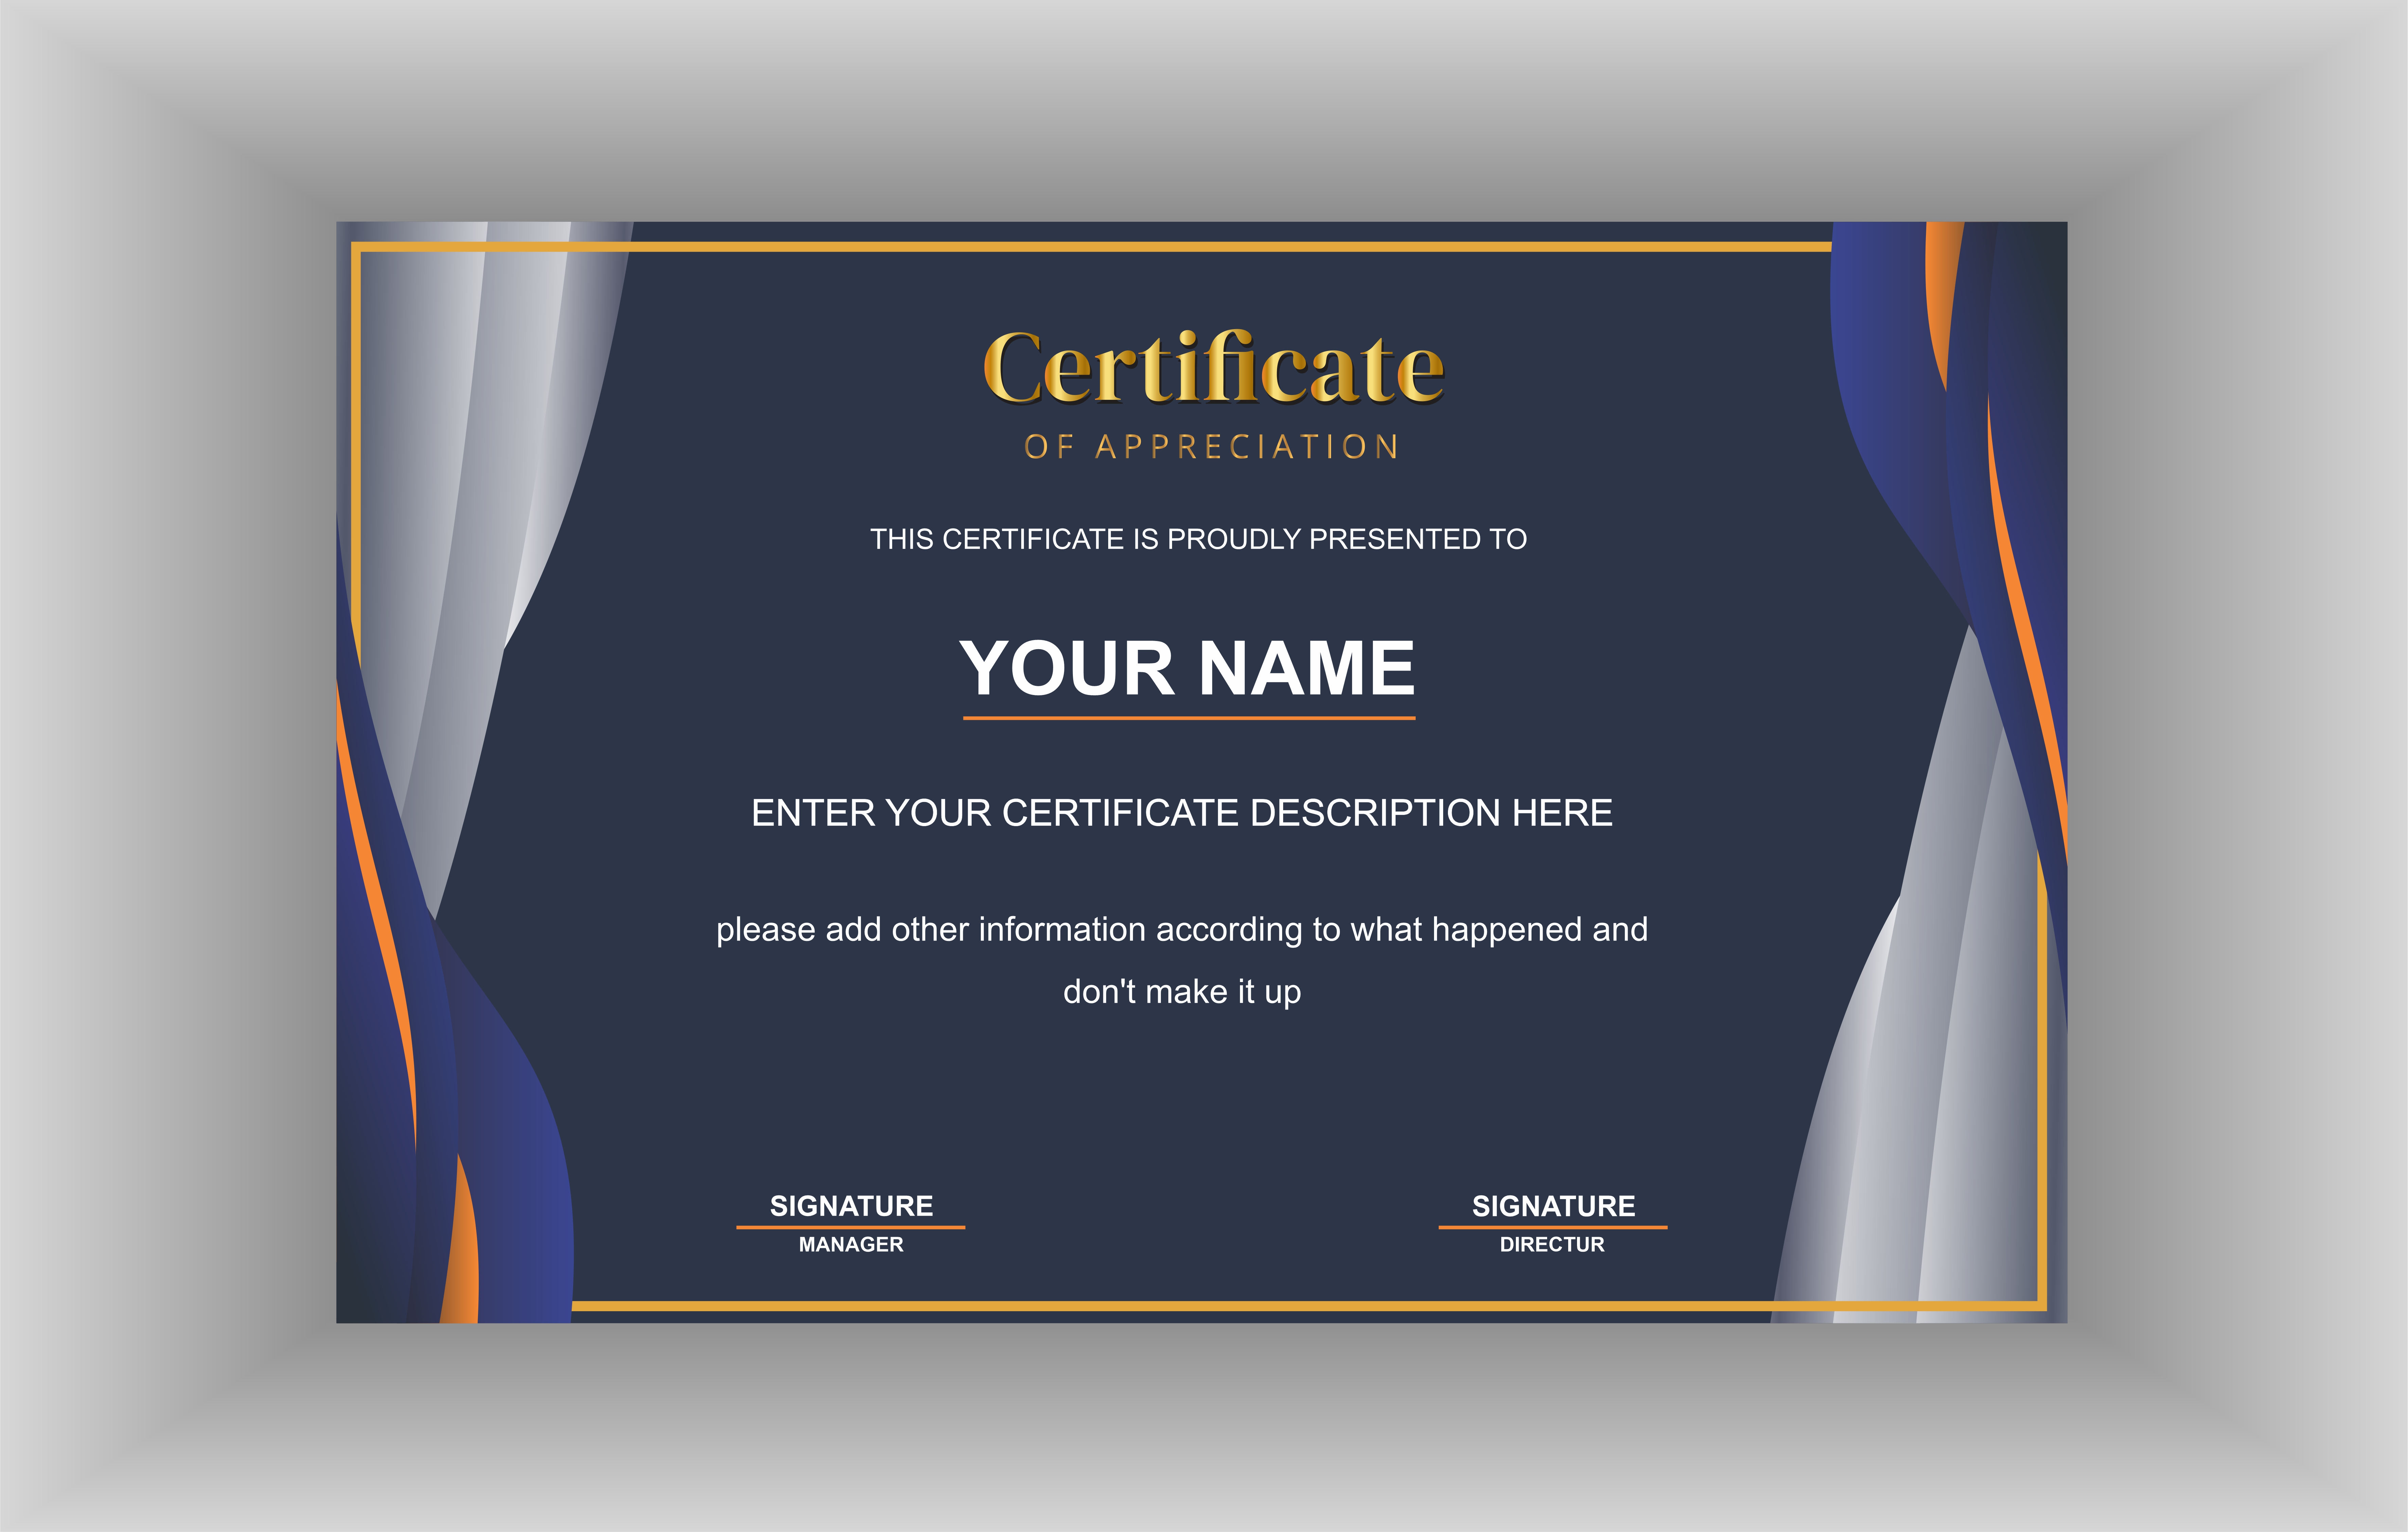 Certificate
OF APPRECIATION
THIS CERTIFICATE IS PROUDLY PRESENTED TO
YOUR NAME
ENTER YOUR CERTIFICATE DESCRIPTION HERE
please add other information according to what happened and
don't make it up
SIGNATURE
MANAGER
SIGNATURE
DIRECTUR